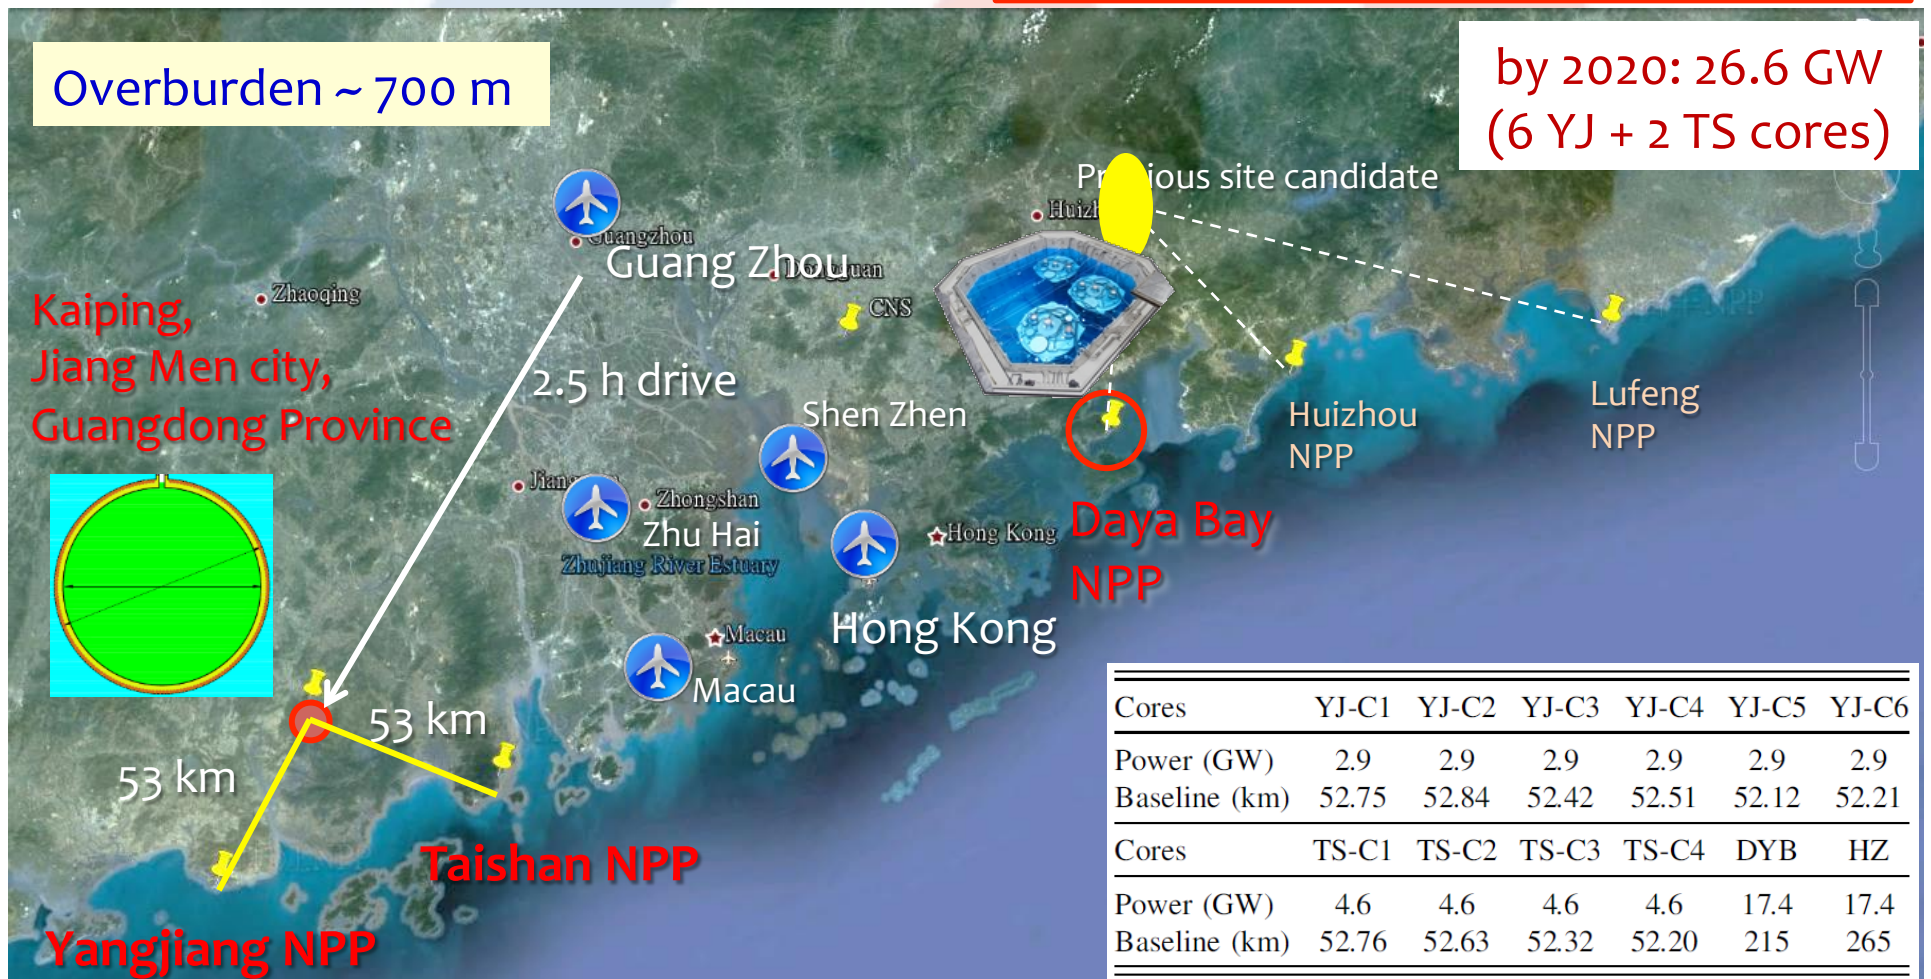 Overburden ~ 700 m
by 2020: 26.6 GW
(6 YJ + 2 TS cores)
Previous site candidate
Guangzhou
Guang Zhou
Zhaoqing
CNS
Kaiping,
Jiang Men city,
Guangdong Province
2.5 h drive
Shen Zhen
Huizhou
NPP
Lufeng
NPP
Zhongshan
Zhu Hai
Zhujiang River Estuary
Hong Kong
Daya Bay
NPP
Hong Kong
Macau
Macau
53 km
53 km
Taishan NPP
Yangjiang NPP
Cores YJ-C1 YJ-C2 YJ-C3 YJ-C4 YJ-C5 YJ-C6
Power (GW) 2.9 2.9 2.9 2.9 2.9 2.9
Baseline (km) 52.75 52.84 52.42 52.51 52.12 52.21
Cores TS-C1 TS-C2 TS-C3 TS-C4 DYB HZ
Power (GW) 4.6 4.6 4.6 4.6 17.4 17.4
Baseline (km) 52.76 52.63 52.32 52.20 215 265